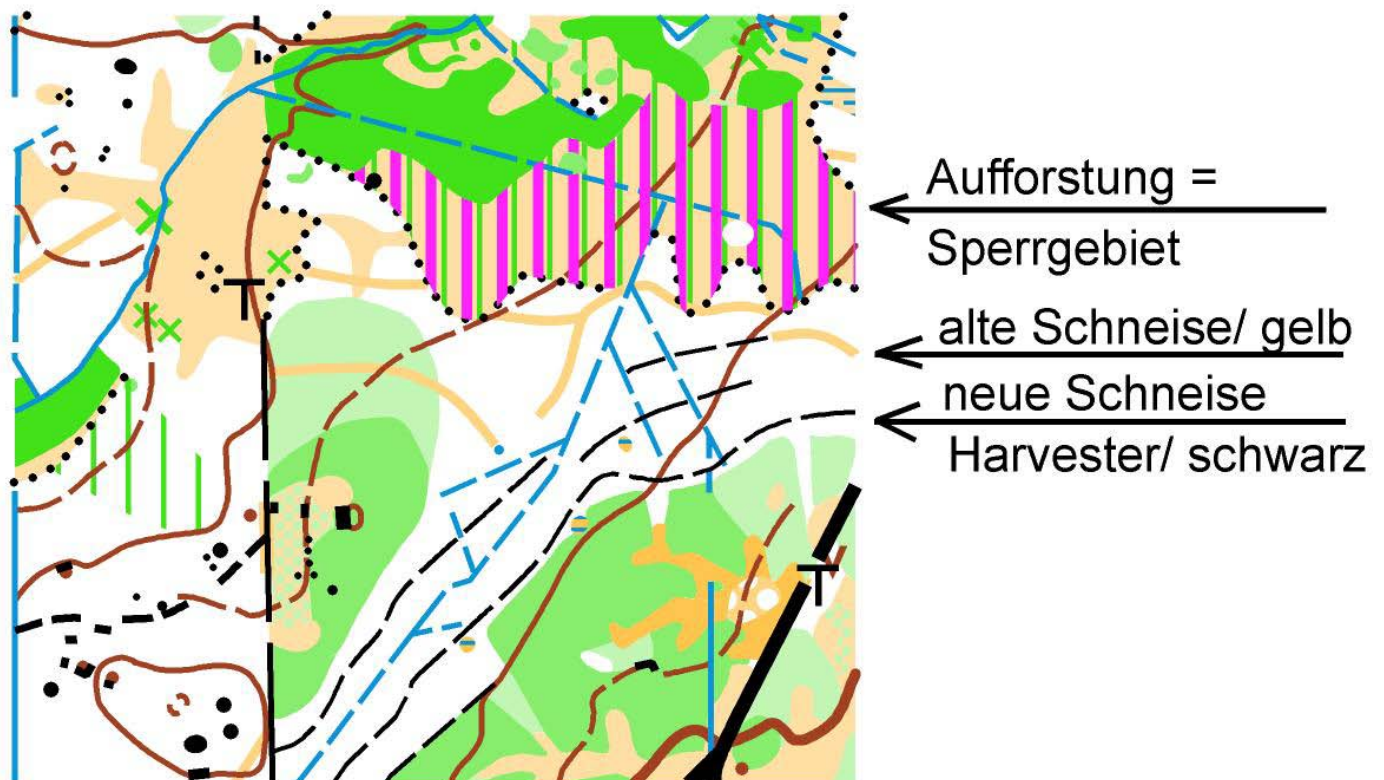 Aufforstung =
Sperrgebiet
alte Schneise/ gelb
neue Schneise
Harvester/ schwarz